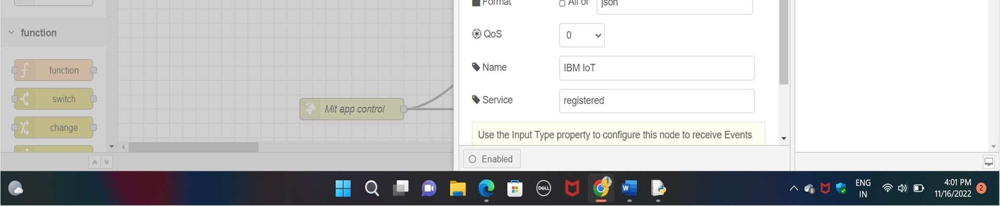 Format
All or
json
function
QoS
0
function
Name
IBM IoT
switch
Service
registered
Mit app control
change
Use the Input Type property to configure this node to receive Events
Enabled
DELL
W
ENG
IN
4:01 PM
11/16/2022
2